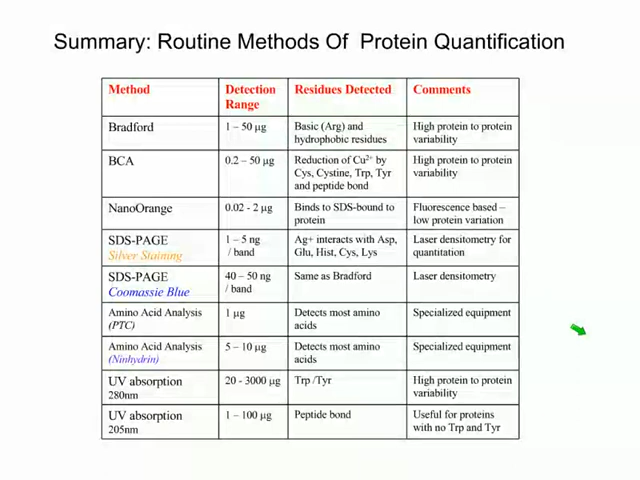 Summary: Routine Methods Of Protein Quantification
Method
Detection
Range
Residues Detected
Comments
Bradford
1 – 50 µg
Basic (Arg) and
hydrophobic residues
High protein to protein
variability
BCA
0.2 – 50 µg
Reduction of Cu²⁺ by
Cys, Cystine, Trp, Tyr
and peptide bond
High protein to protein
variability
NanoOrange
0.02 - 2 µg
Binds to SDS-bound to
protein
Fluorescence based –
low protein variation
SDS-PAGE
Silver Staining
1 – 5 ng
/ band
Ag+ interacts with Asp,
Glu, Hist, Cys, Lys
Laser densitometry for
quantitation
SDS-PAGE
Coomassie Blue
40 – 50 ng
/ band
Same as Bradford
Laser densitometry
Amino Acid Analysis
(PTC)
1 µg
Detects most amino
acids
Specialized equipment
Amino Acid Analysis
(Ninhydrin)
5 – 10 µg
Detects most amino
acids
Specialized equipment
UV absorption
280nm
20 - 3000 µg
Trp /Tyr
High protein to protein
variability
UV absorption
205nm
1 – 100 µg
Peptide bond
Useful for proteins
with no Trp and Tyr